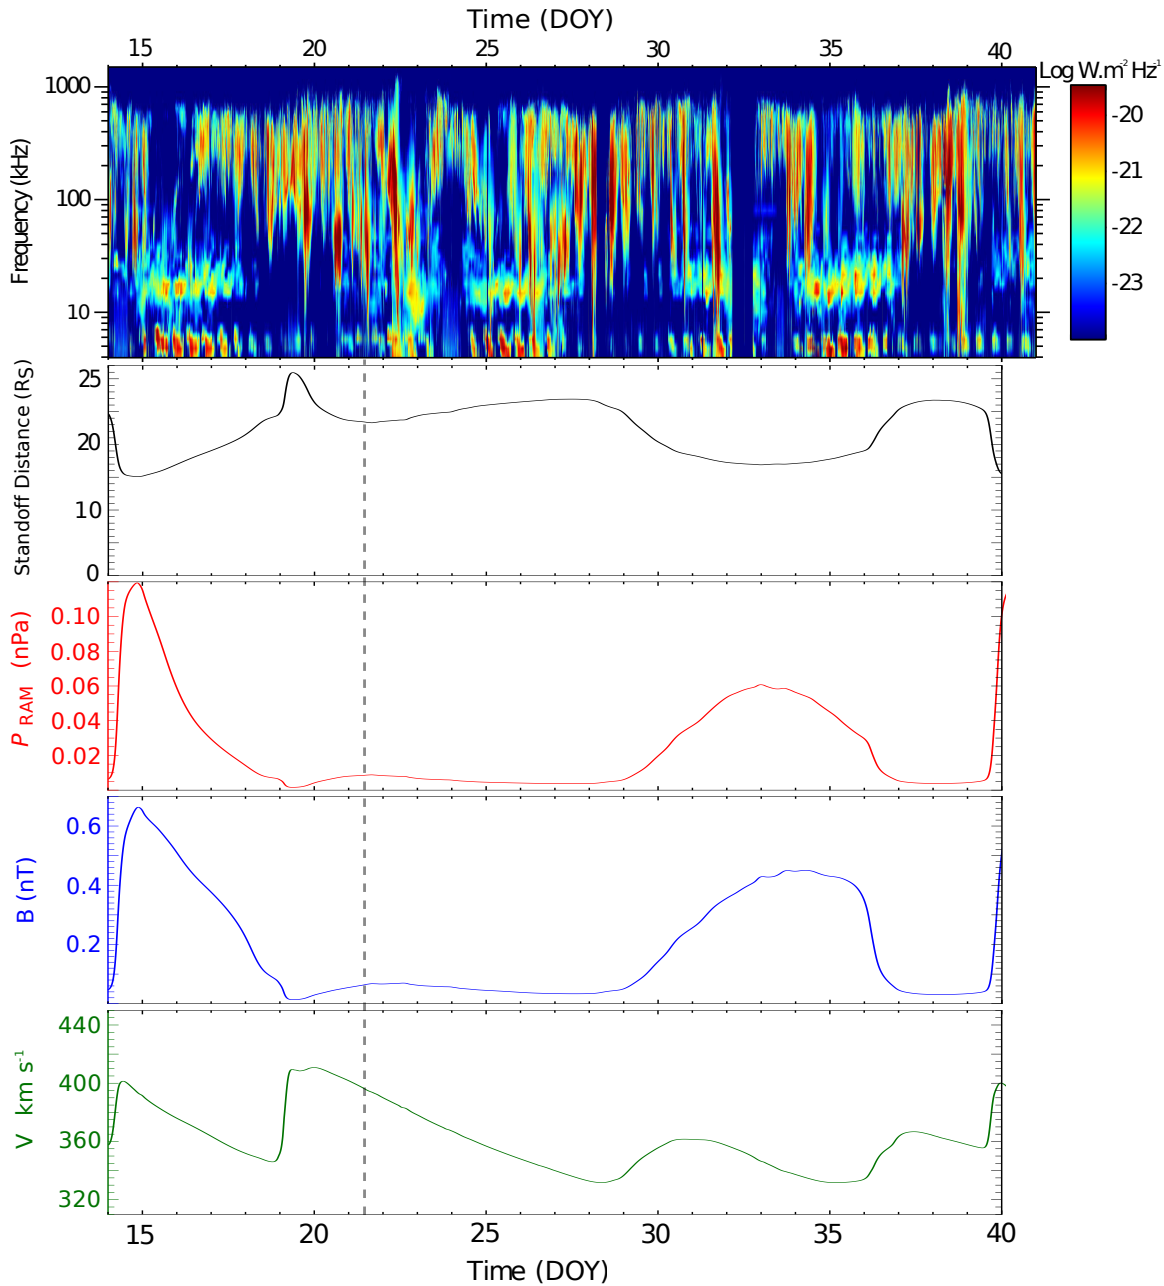 Time (DOY)
15 20 25 30 35 40
Log W.m⁻² Hz⁻¹
1000
100
10
Frequency (kHz)
-20
-21
-22
-23
25
20
10
0
Standoff Distance (RS)
0.10
0.08
0.06
0.04
0.02
P RAM (nPa)
0.6
0.4
0.2
B (nT)
440
400
360
320
V km s⁻¹
15 20 25 30 35 40
Time (DOY)